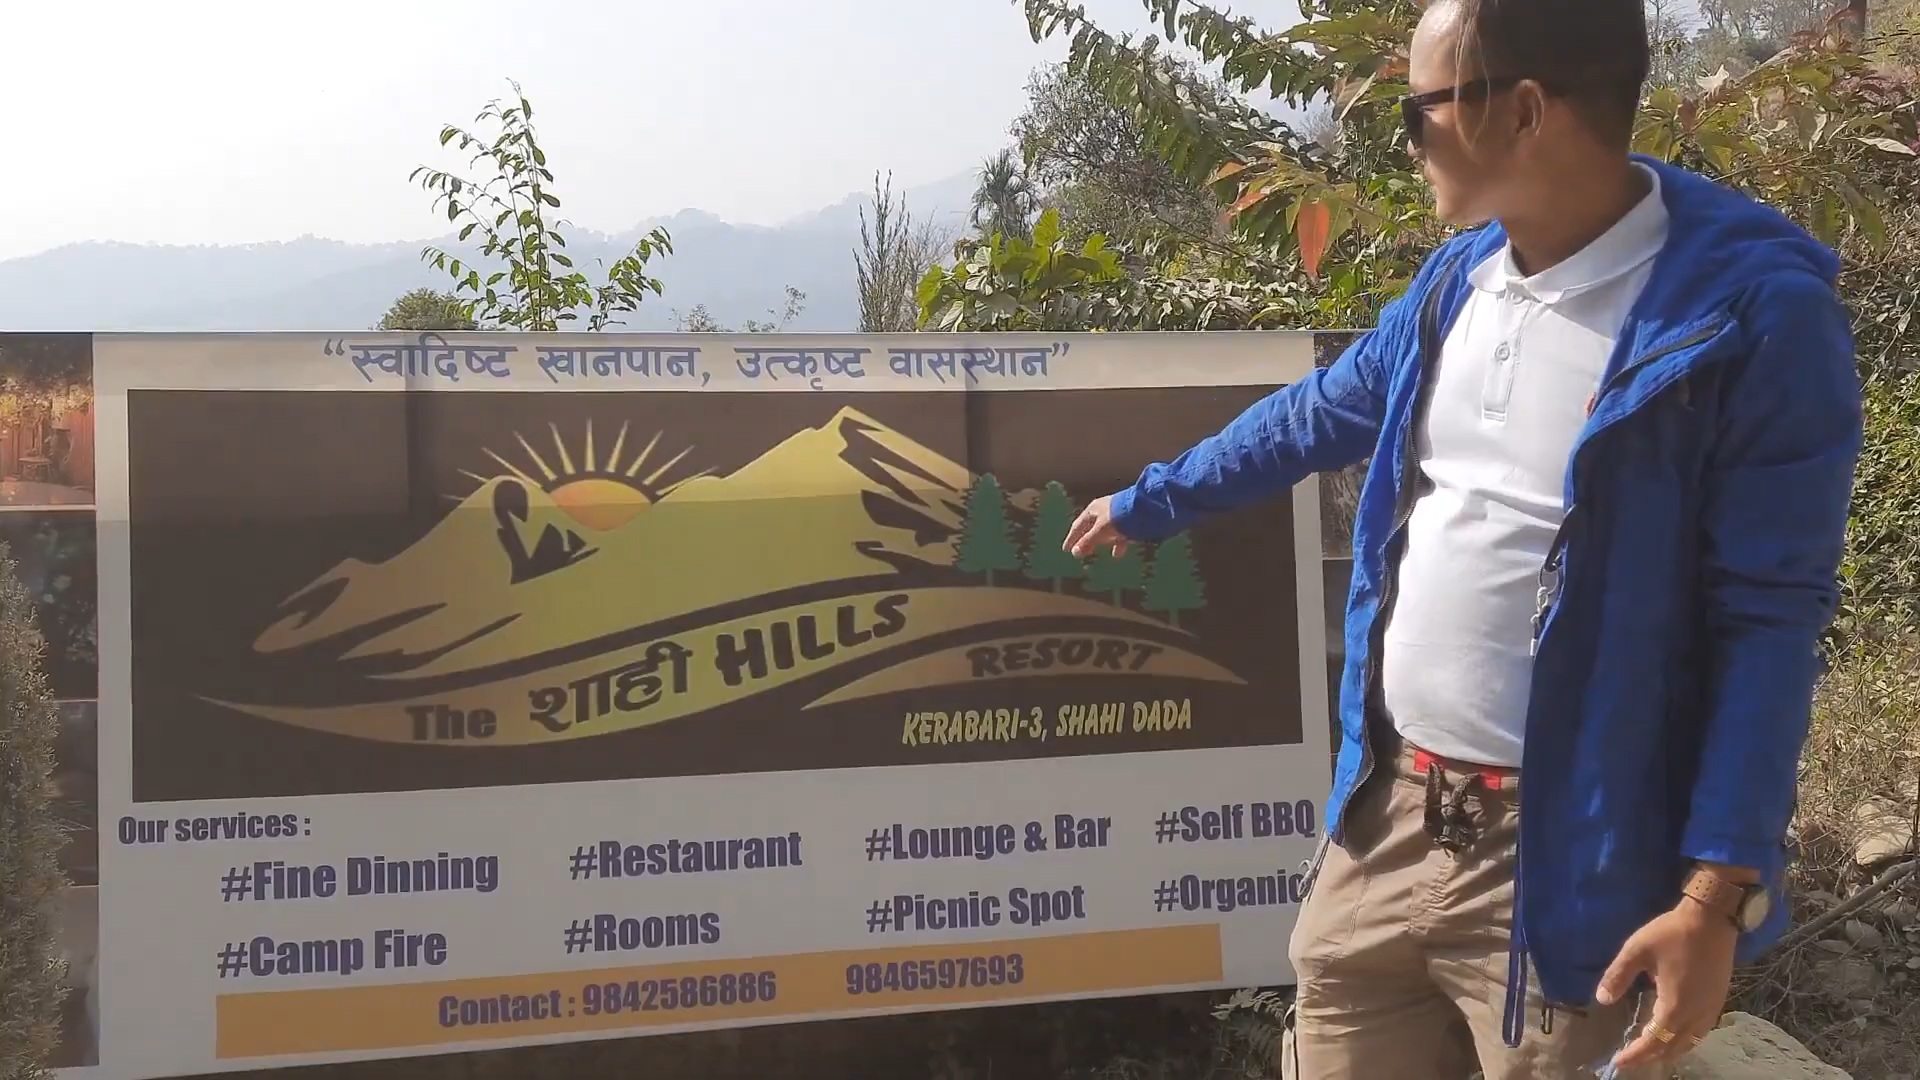 “स्वादिष्ट खानपान, उत्कृष्ट वासस्थान”
The शाही HILLS
RESORT
KERABARI-3, SHAHI DADA
Our services :
#Fine Dinning #Restaurant #Lounge & Bar #Self BBQ
#Camp Fire #Rooms #Picnic Spot #Organic
Contact : 9842586886 9846597693